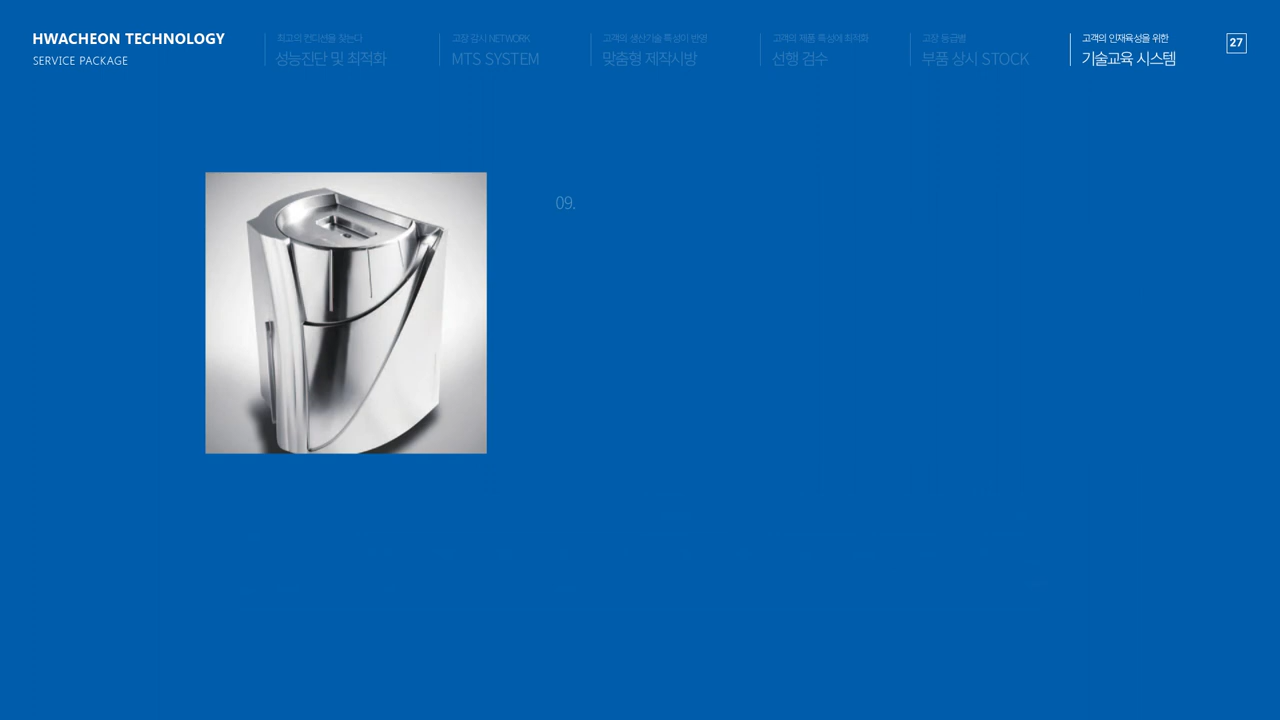 HWACHEON TECHNOLOGY
SERVICE PACKAGE
최고의 컨디션을 찾는다
성능진단 및 최적화
고장 감시 NETWORK
MTS SYSTEM
고객의 생산기술 특성이 반영
맞춤형 제작시방
고객의 제품 특성에 최적화
선행 검수
고장 등급별
부품 상시 STOCK
고객의 인재육성을 위한
기술교육 시스템
27
09.